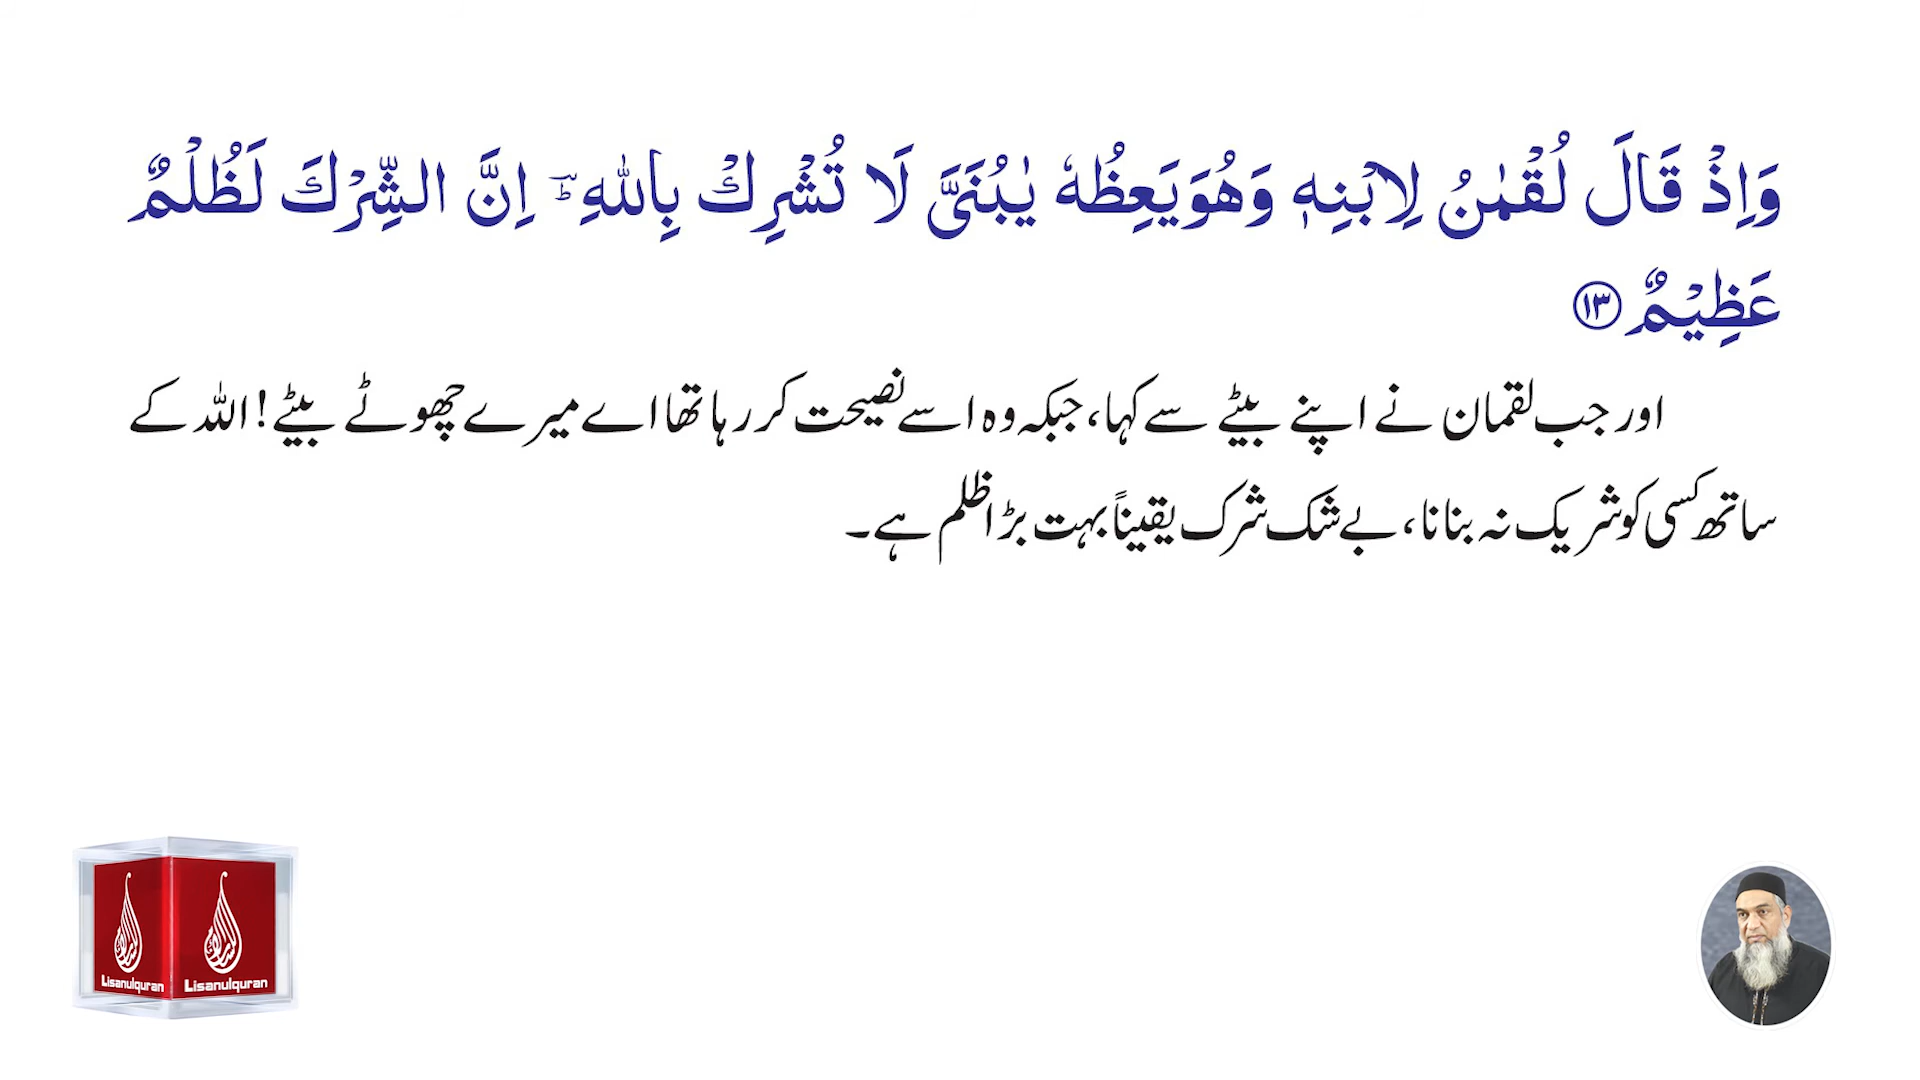 وَاِذْ قَالَ لُقْمٰنُ لِابْنِهٖ وَهُوَ يَعِظُهٗ يٰبُنَىَّ لَا تُشْرِكْ بِاللّٰهِ ؕؔ اِنَّ الشِّرْكَ لَظُلْمٌ
عَظِيْمٌ ۝۱۳
اور جب لقمان نے اپنے بیٹے سے کہا، جبکہ وہ اسے نصیحت کر رہا تھا اے میرے چھوٹے بیٹے! اللہ کے
ساتھ کسی کو شریک نہ بنانا، بے شک شرک یقیناً بہت بڑا ظلم ہے۔
Lisanulquran Lisanulquran